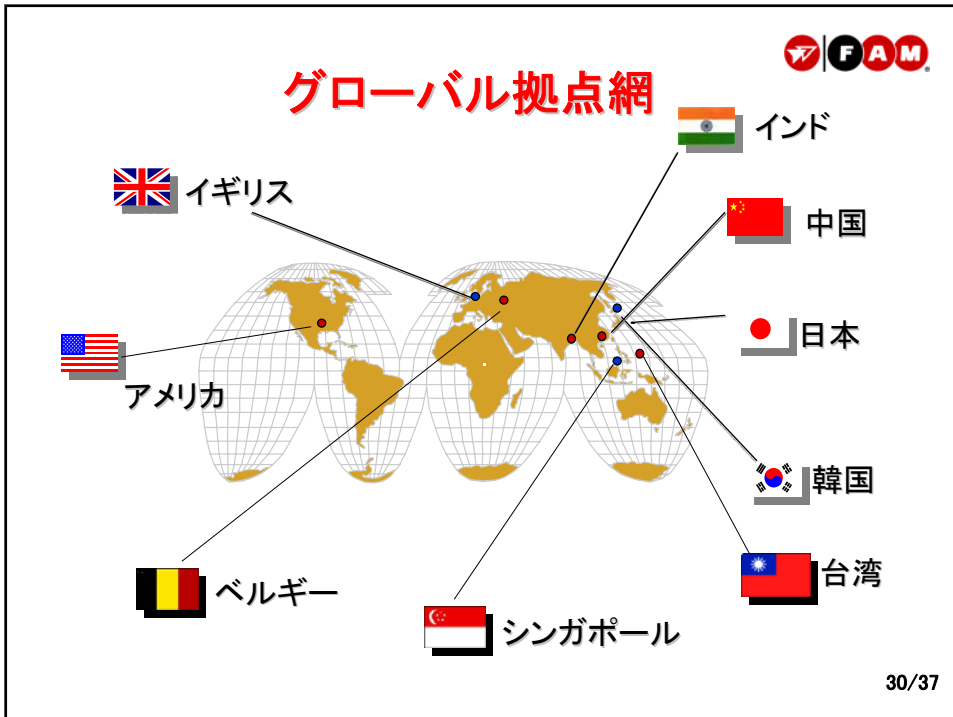 FAM
グローバル拠点網
インド
イギリス
中国
日本
アメリカ
韓国
台湾
ベルギー
シンガポール
30/37